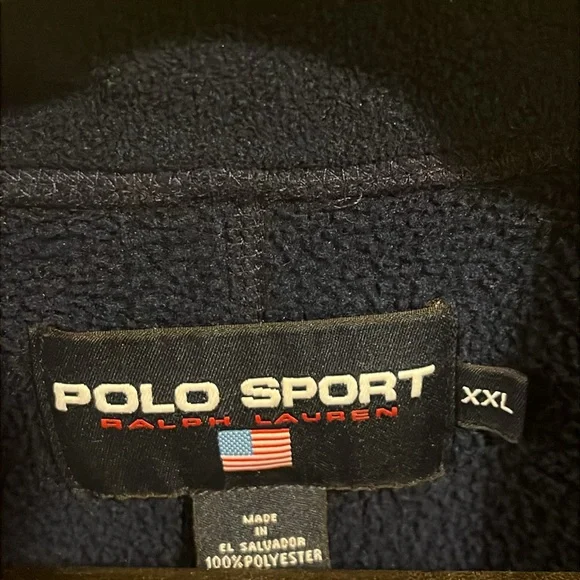 POLO SPORT
RALPH LAUREN
XXL
MADE
IN
EL SALVADOR
100% POLYESTER